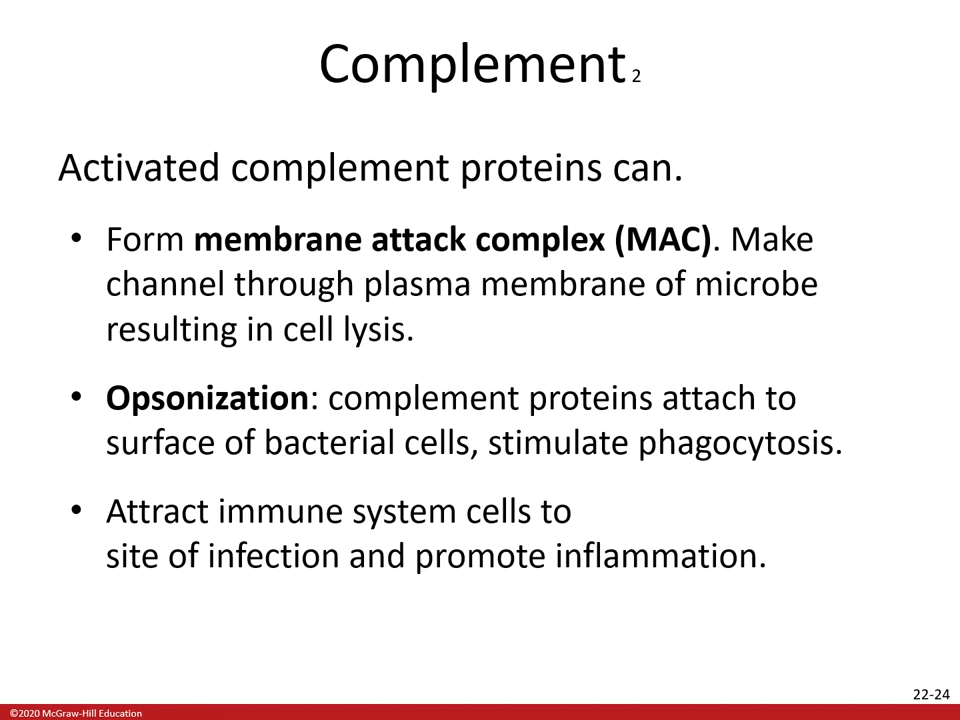 Complement 2
Activated complement proteins can.
• Form membrane attack complex (MAC). Make
channel through plasma membrane of microbe
resulting in cell lysis.
• Opsonization: complement proteins attach to
surface of bacterial cells, stimulate phagocytosis.
• Attract immune system cells to
site of infection and promote inflammation.
22-24
©2020 McGraw-Hill Education